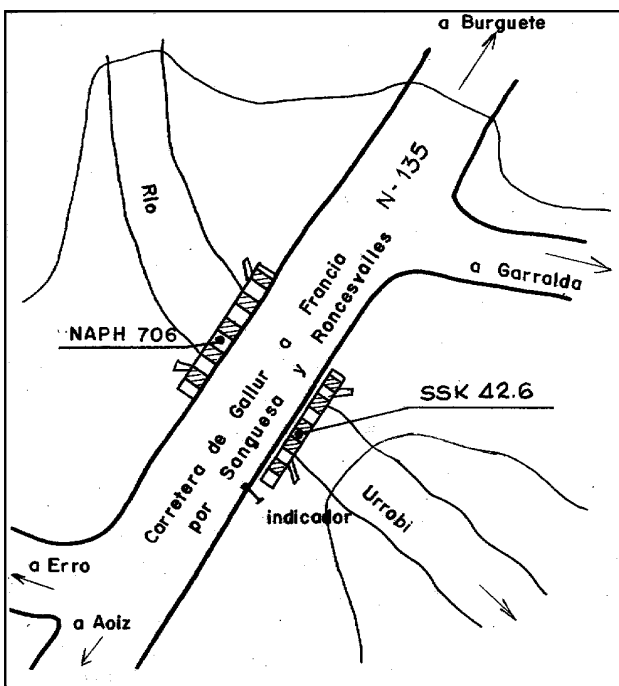 a Burguete
N-135
Río
a Garralda
NAPH 706
Carretera de Gallur a Francia
por Sanguesa y Roncesvalles
SSK 42.6
indicador
Urrobi
a Erro
a Aoiz